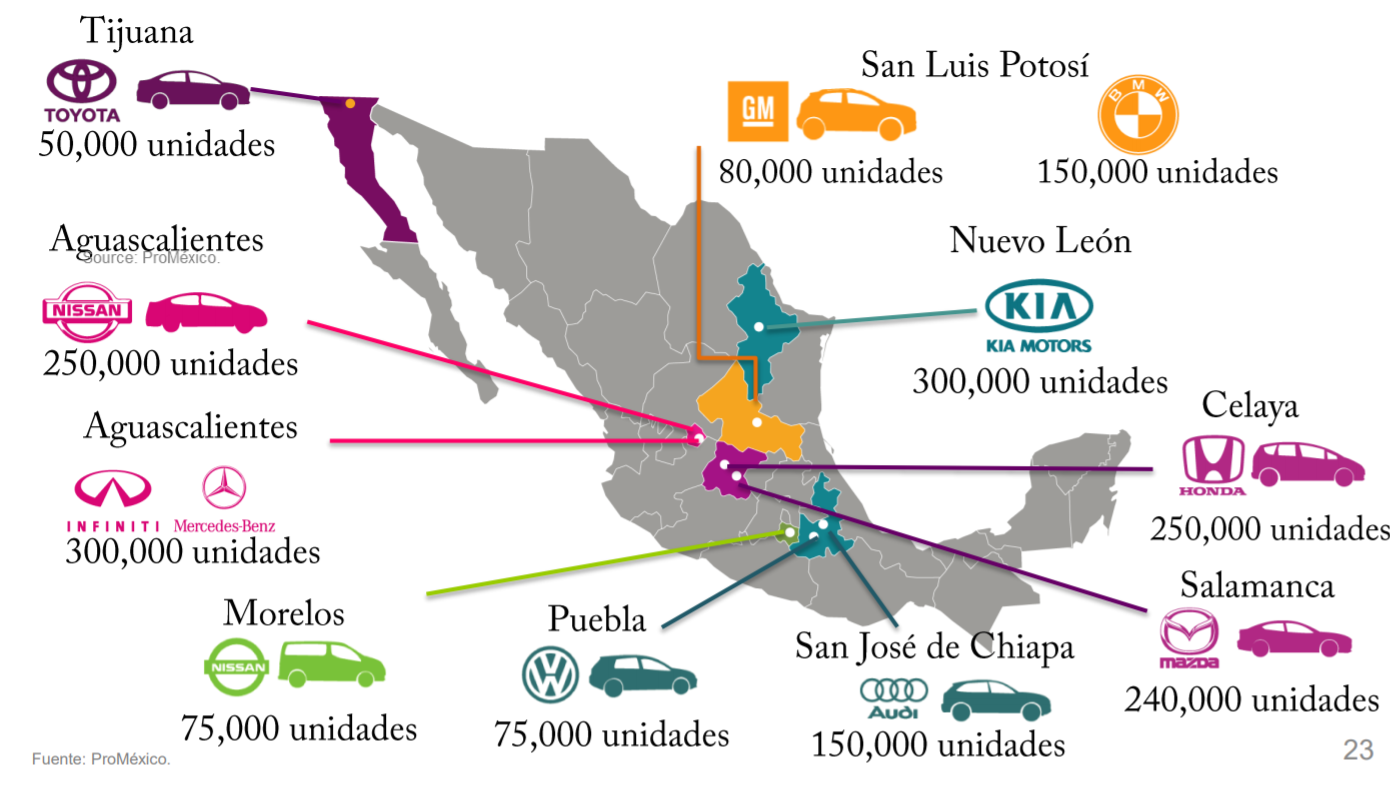 Tijuana
TOYOTA
50,000 unidades
San Luis Potosí
GM
80,000 unidades
BMW
150,000 unidades
Aguascalientes
Source: ProMéxico.
NISSAN
250,000 unidades
Nuevo León
KIA
KIA MOTORS
300,000 unidades
Aguascalientes
INFINITI
Mercedes-Benz
300,000 unidades
Celaya
HONDA
250,000 unidades
Morelos
NISSAN
75,000 unidades
Puebla
VW
75,000 unidades
San José de Chiapa
Audi
150,000 unidades
Salamanca
mazda
240,000 unidades
Fuente: ProMéxico.
23